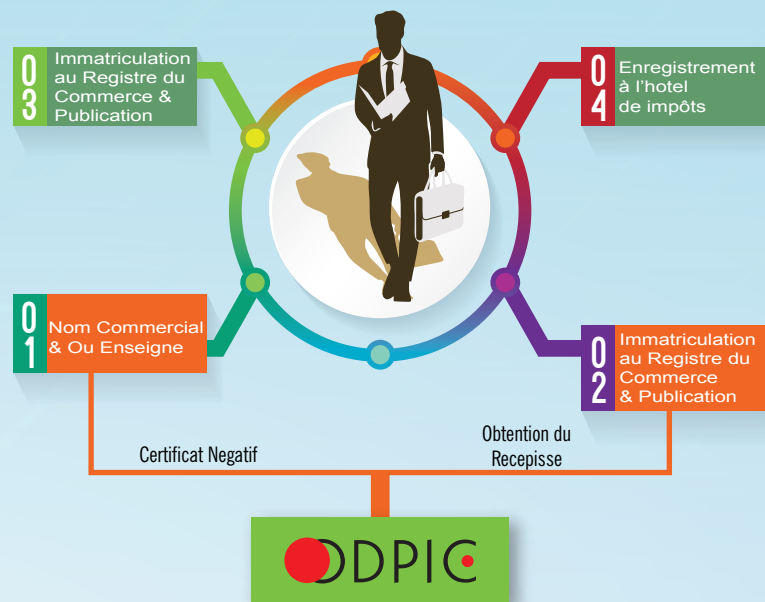 03
Immatriculation
au Registre du
Commerce &
Publication
04
Enregistrement
à l'hotel
de impôts
01
Nom Commercial
& Ou Enseigne
02
Immatriculation
au Registre du
Commerce
& Publication
Certificat Negatif
Obtention du
Recepisse
ODPIC